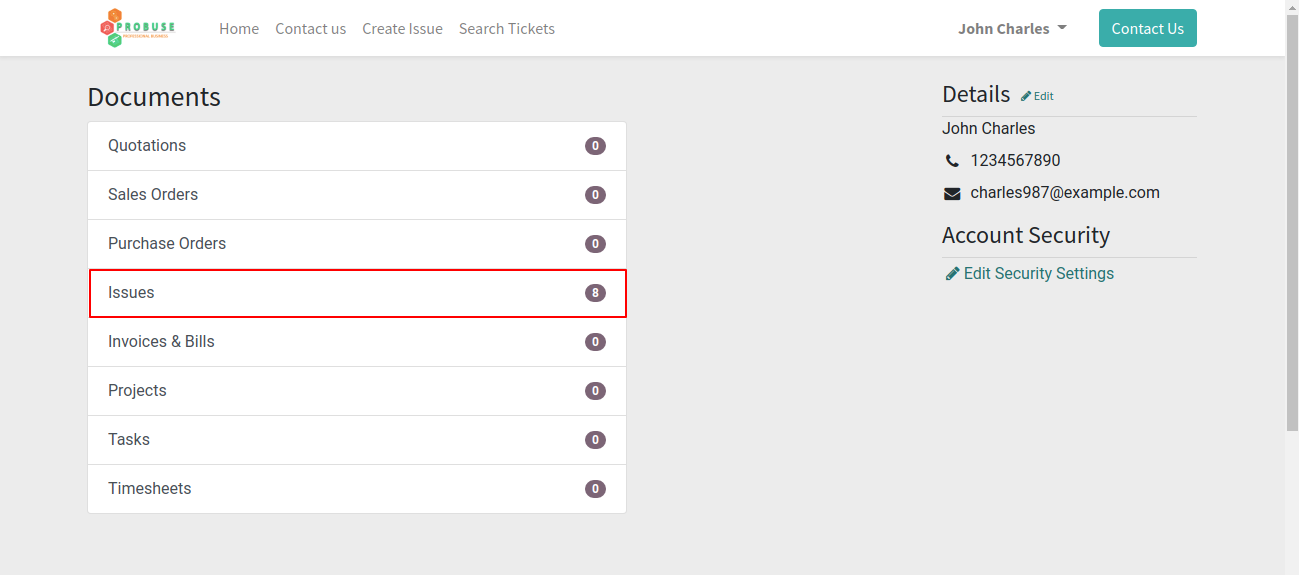 PROBUSE
PROFESSIONAL BUSINESS
Home Contact us Create Issue Search Tickets
John Charles
Contact Us
Documents
Quotations 0
Sales Orders 0
Purchase Orders 0
Issues 8
Invoices & Bills 0
Projects 0
Tasks 0
Timesheets 0
Details Edit
John Charles
1234567890
charles987@example.com
Account Security
Edit Security Settings